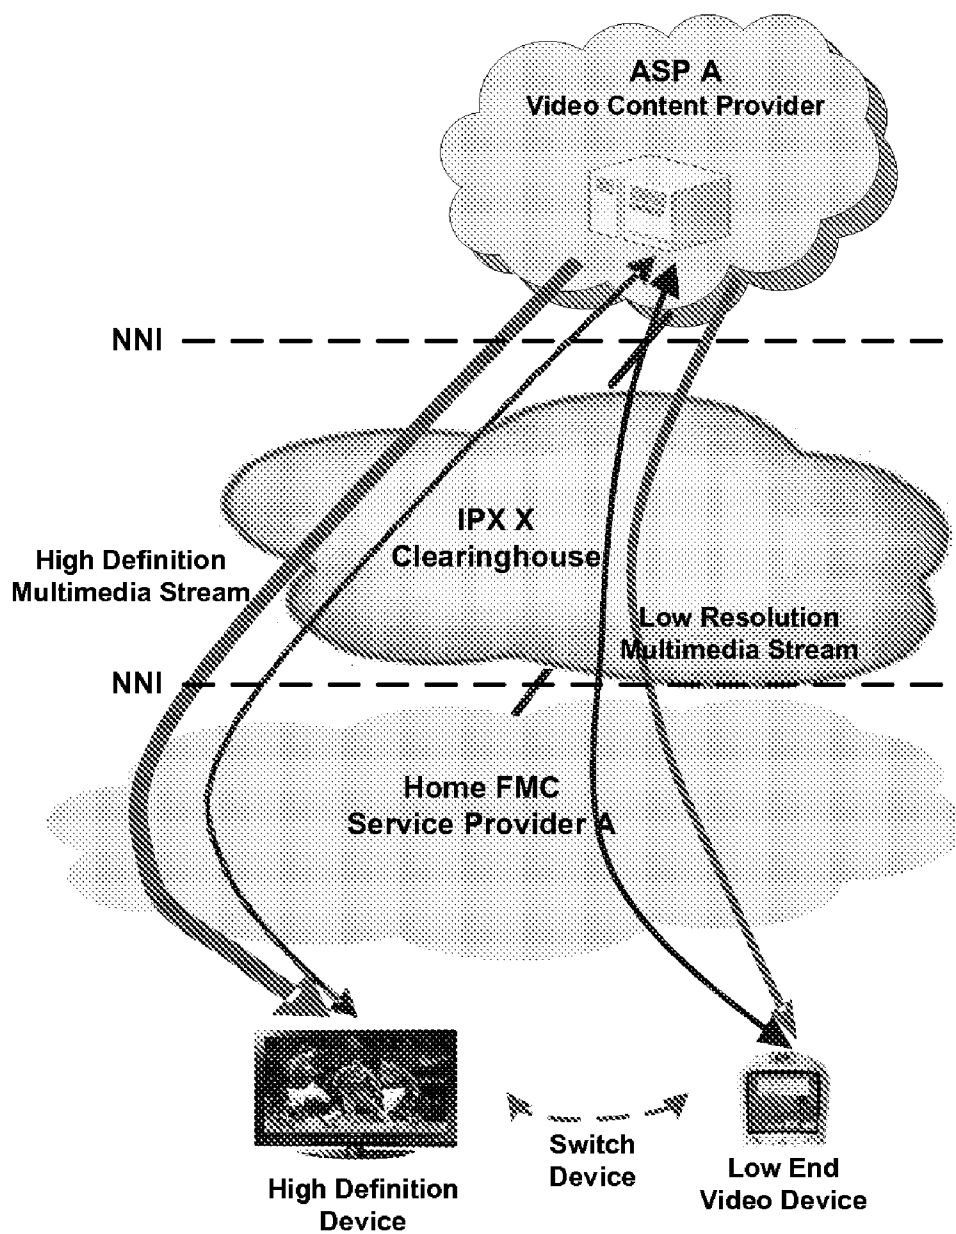 ASP A
Video Content Provider
NNI
IPX X
Clearinghouse
High Definition
Multimedia Stream
Low Resolution
Multimedia Stream
NNI
Home FMC
Service Provider A
Switch
Device
High Definition
Device
Low End
Video Device